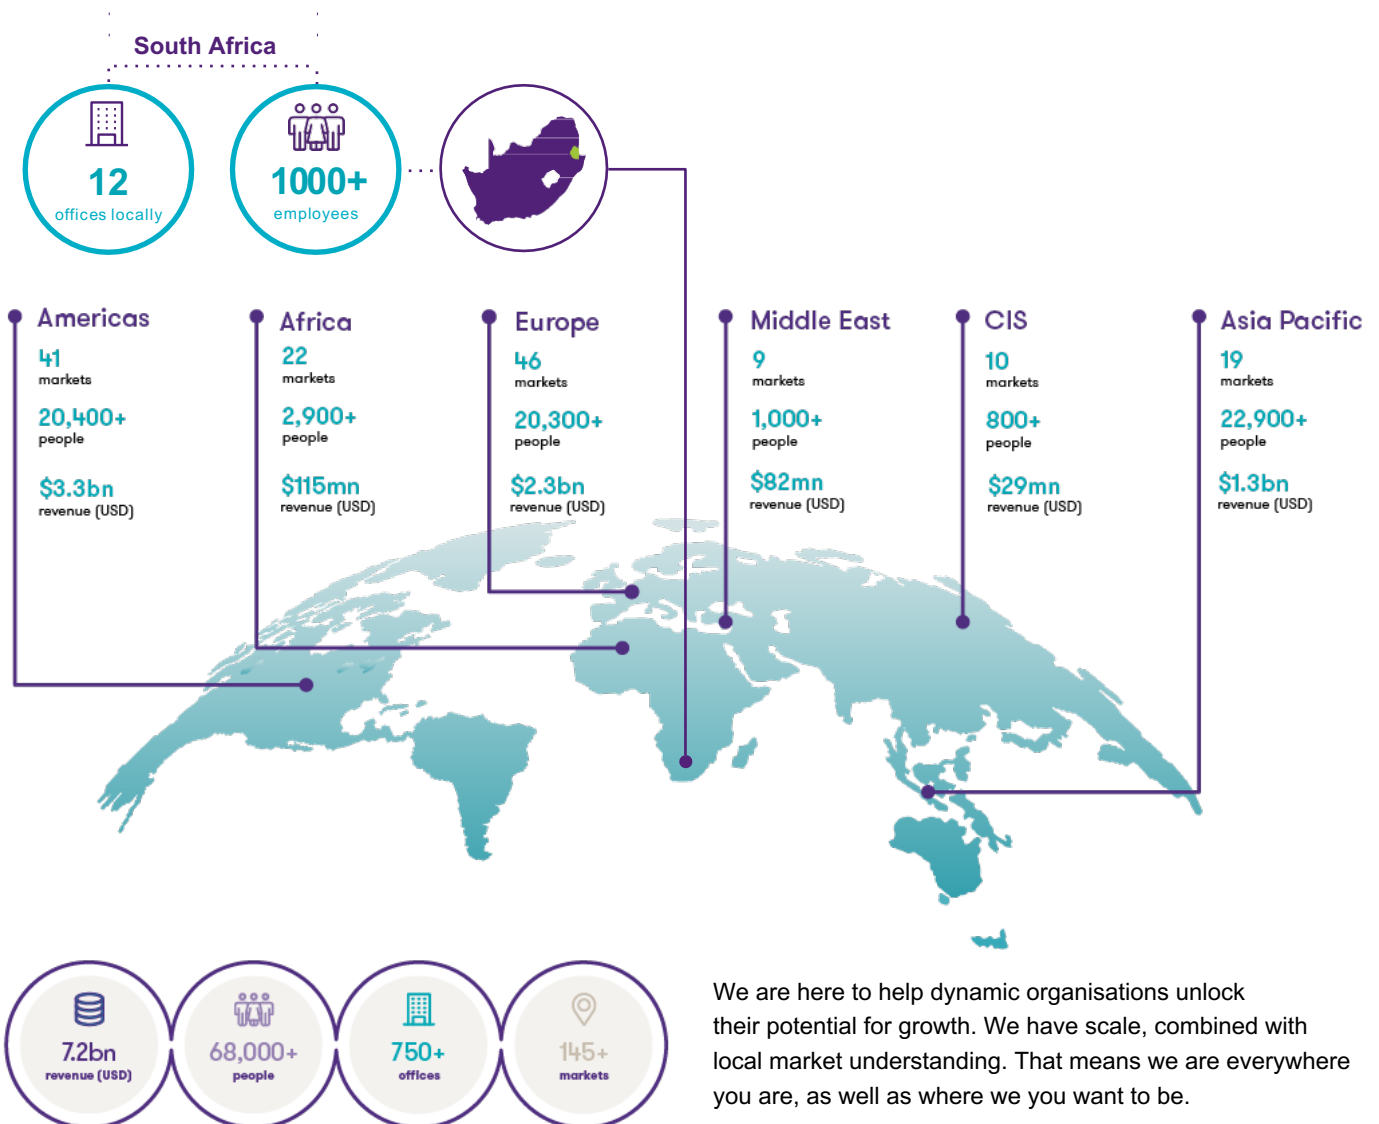 South Africa
12
offices locally
1000+
employees
Americas
41
markets
20,400+
people
$3.3bn
revenue (USD)
Africa
22
markets
2,900+
people
$115mn
revenue (USD)
Europe
46
markets
20,300+
people
$2.3bn
revenue (USD)
Middle East
9
markets
1,000+
people
$82mn
revenue (USD)
CIS
10
markets
800+
people
$29mn
revenue (USD)
Asia Pacific
19
markets
22,900+
people
$1.3bn
revenue (USD)
7.2bn
revenue (USD)
68,000+
people
750+
offices
145+
markets
We are here to help dynamic organisations unlock
their potential for growth. We have scale, combined with
local market understanding. That means we are everywhere
you are, as well as where we you want to be.